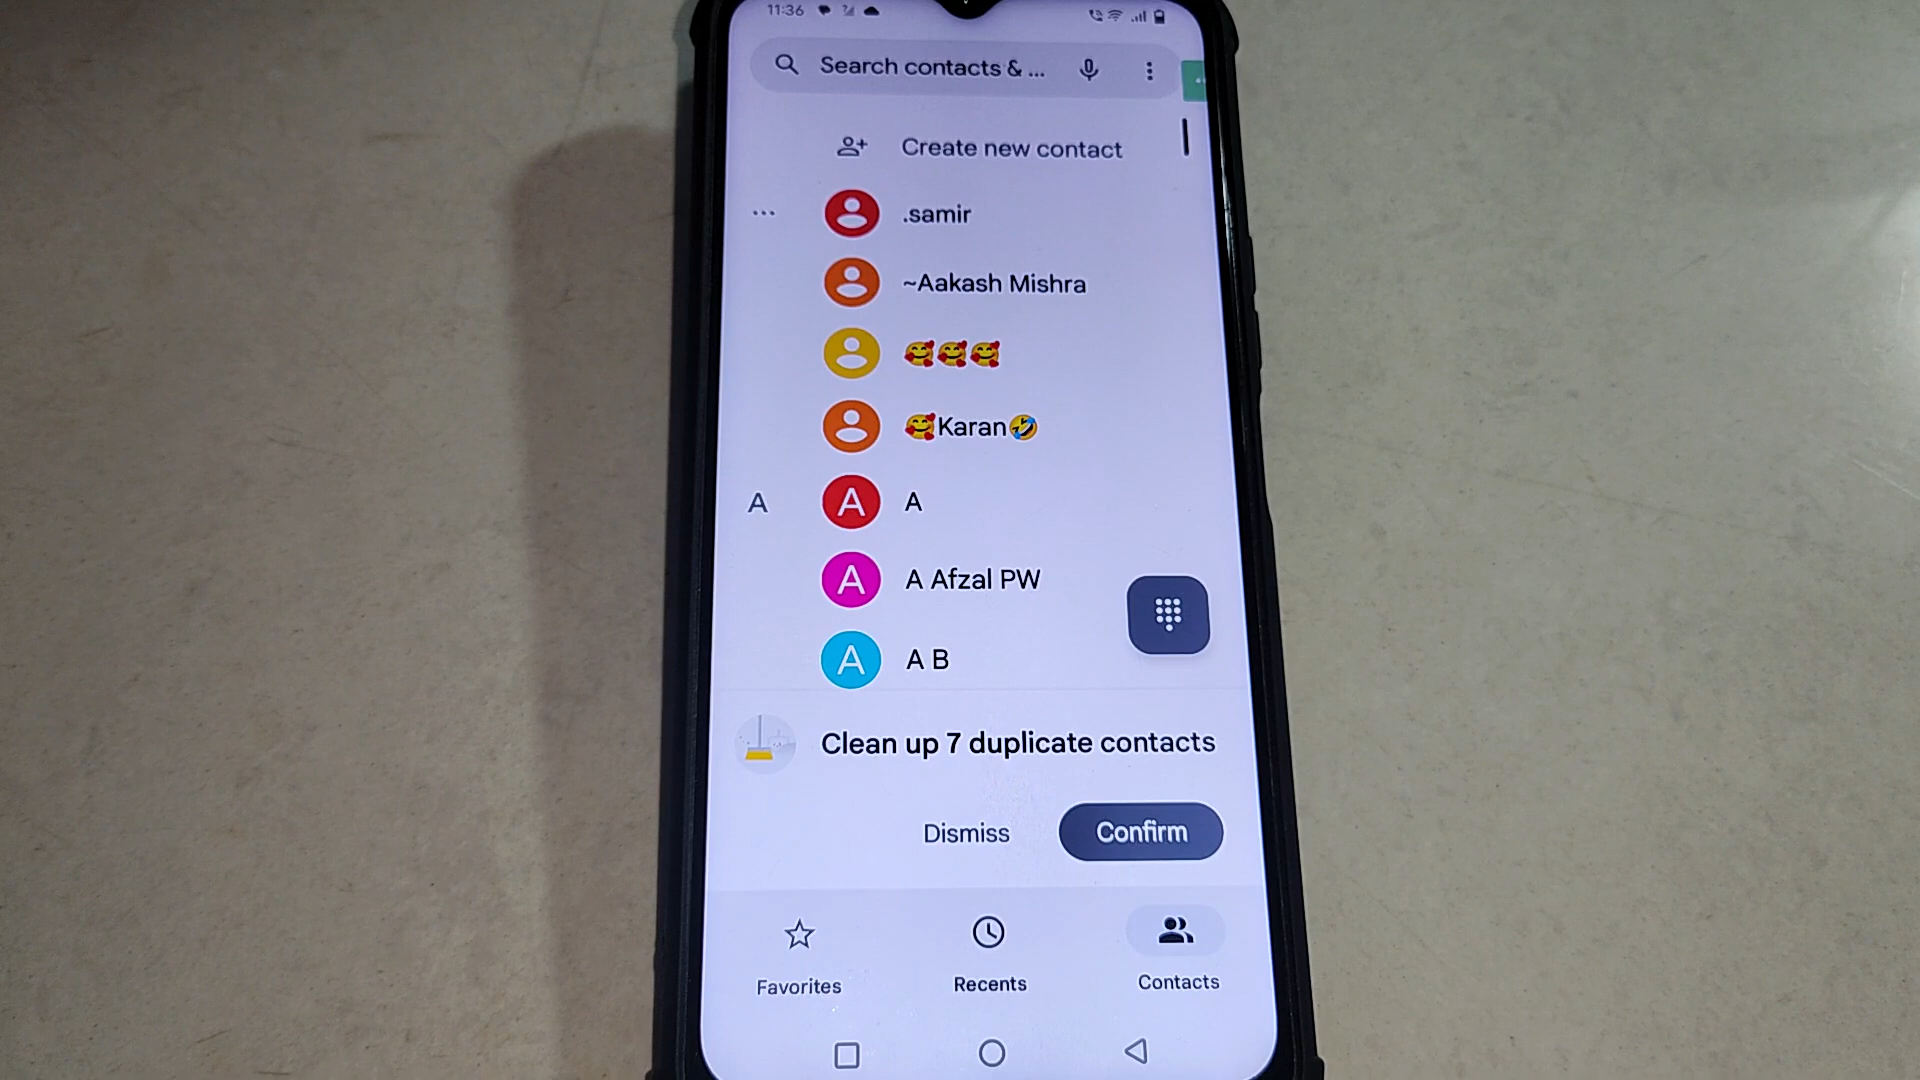 11:36
Search contacts & ...
Create new contact
... .samir
~Aakash Mishra
🥰🥰🥰
🥰Karan🤣
A A A
A A Afzal PW
A A B
Clean up 7 duplicate contacts
Dismiss Confirm
Favorites Recents Contacts